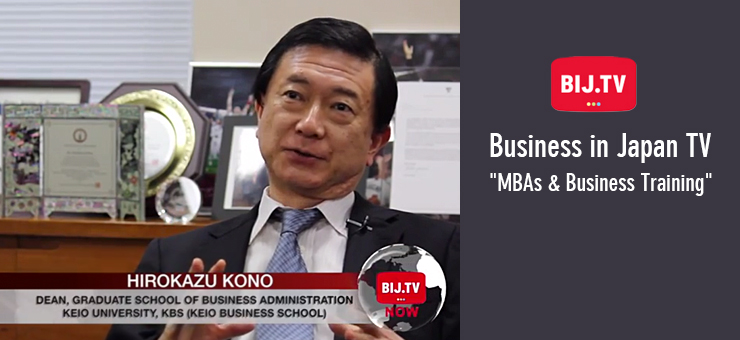 HIROKAZU KONO
DEAN, GRADUATE SCHOOL OF BUSINESS ADMINISTRATION
KEIO UNIVERSITY, KBS (KEIO BUSINESS SCHOOL)
BIJ.TV
NOW
BIJ.TV
Business in Japan TV
"MBAs & Business Training"